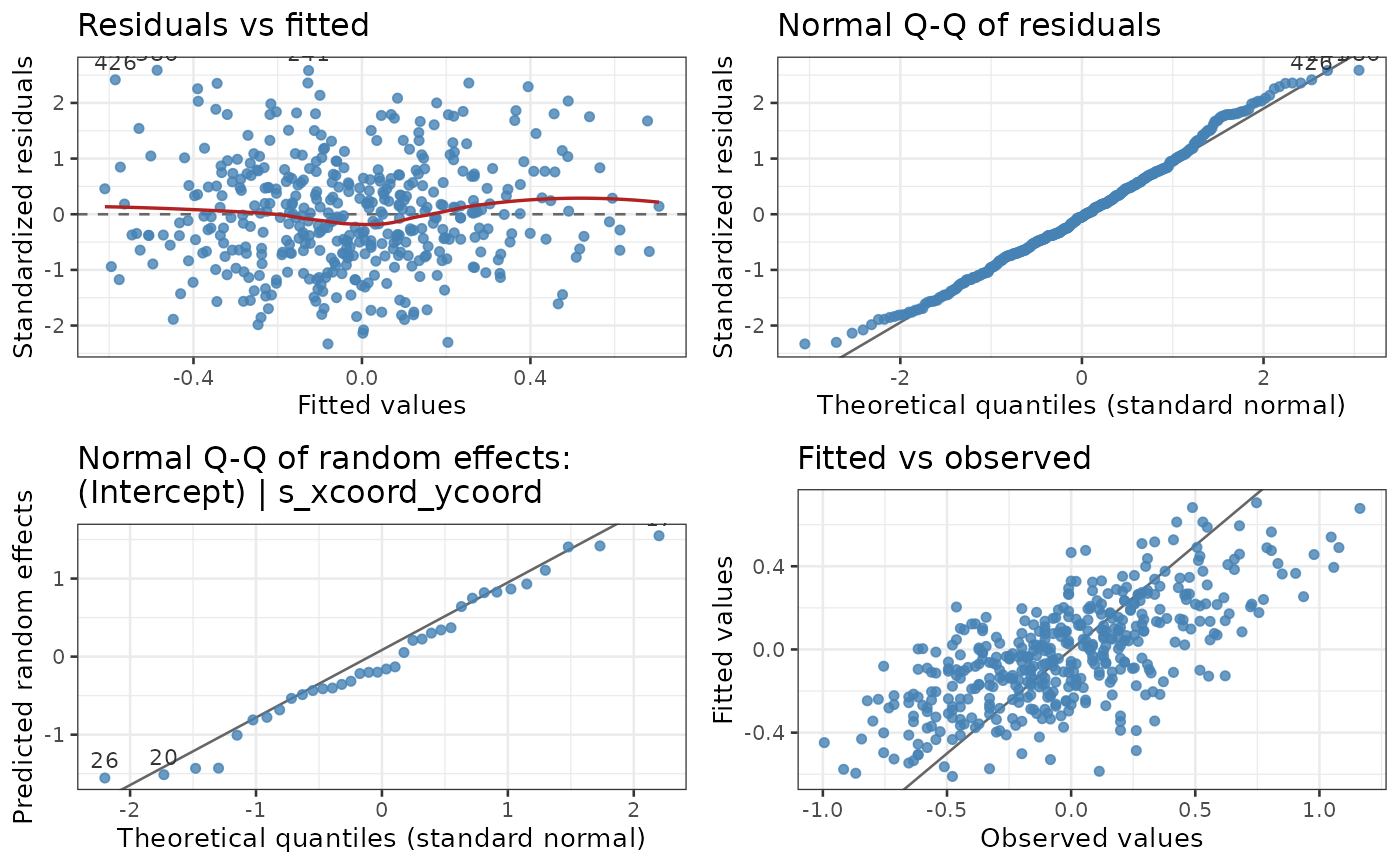 Residuals vs fitted
Standardized residuals
426
241
2
1
0
-1
-2
-0.4
0.0
0.4
Fitted values
Normal Q-Q of residuals
Standardized residuals
426
2
1
0
-1
-2
-2
0
2
Theoretical quantiles (standard normal)
Normal Q-Q of random effects:
(Intercept) | s_xcoord_ycoord
Predicted random effects
1
0
-1
26
20
-2
-1
0
1
2
Theoretical quantiles (standard normal)
Fitted vs observed
Fitted values
0.4
0.0
-0.4
-1.0
-0.5
0.0
0.5
1.0
Observed values